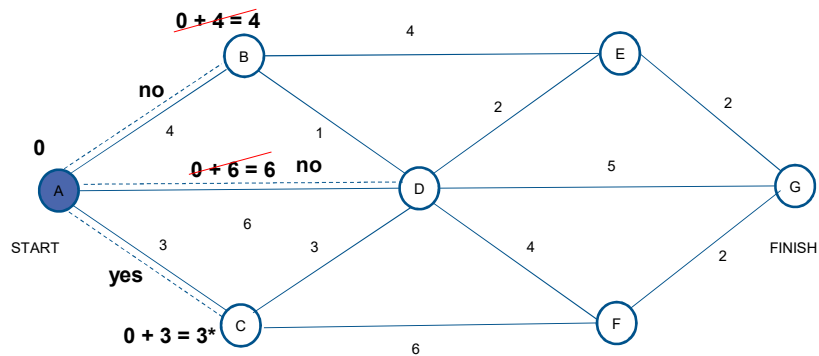 0 + 4 = 4
4
B
E
no
2
2
4
1
0
0 + 6 = 6 no
5
A
D
G
6
3
3
4
START
FINISH
2
yes
C
F
0 + 3 = 3*
6